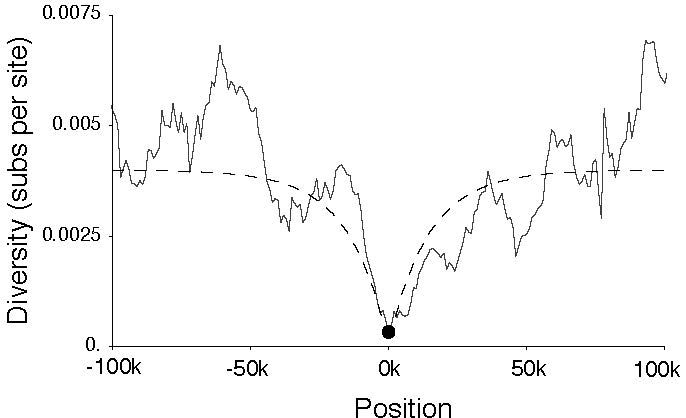 0.0075
0.005
0.0025
0.
Diversity (subs per site)
-100k
-50k
0k
50k
100k
Position